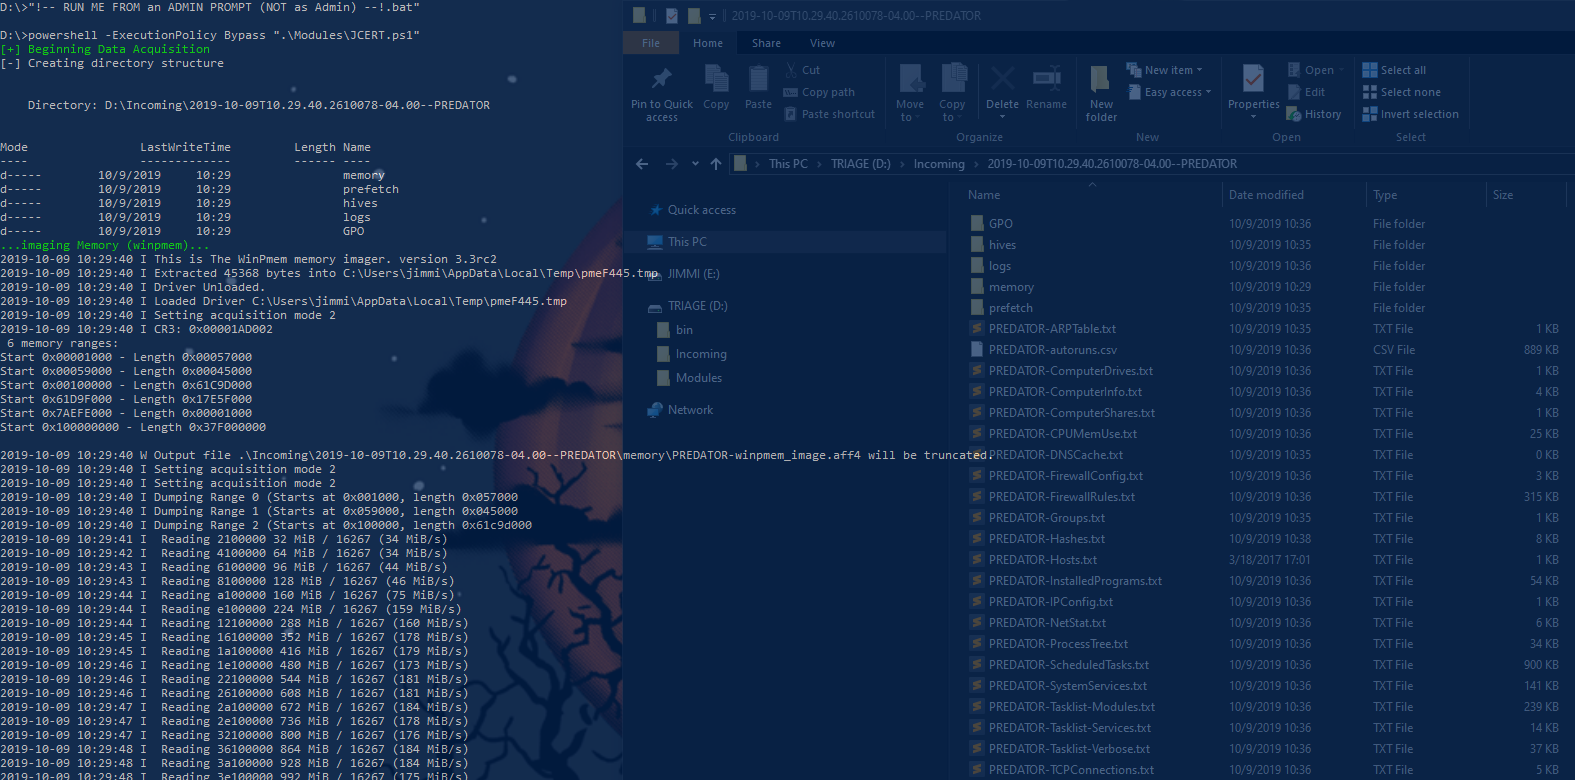 D:\>"!-- RUN ME FROM an ADMIN PROMPT (NOT as Admin) --!.bat"
D:\>powershell -ExecutionPolicy Bypass ".\Modules\JCERT.ps1"
[+] Beginning Data Acquisition
[-] Creating directory structure
Directory: D:\Incoming\2019-10-09T10.29.40.2610078-04.00--PREDATOR
Mode LastWriteTime Length Name
---- ------------- ------ ----
d----- 10/9/2019 10:29 memory
d----- 10/9/2019 10:29 prefetch
d----- 10/9/2019 10:29 hives
d----- 10/9/2019 10:29 logs
d----- 10/9/2019 10:29 GPO
...imaging Memory (winpmem)...
2019-10-09 10:29:40 I This is The WinPmem memory imager. version 3.3rc2
2019-10-09 10:29:40 I Extracted 45368 bytes into C:\Users\jimmi\AppData\Local\Temp\pmeF445.tmp
2019-10-09 10:29:40 I Driver Unloaded.
2019-10-09 10:29:40 I Loaded Driver C:\Users\jimmi\AppData\Local\Temp\pmeF445.tmp
2019-10-09 10:29:40 I Setting acquisition mode 2
2019-10-09 10:29:40 I CR3: 0x00001AD002
6 memory ranges:
Start 0x00001000 - Length 0x00057000
Start 0x00059000 - Length 0x00045000
Start 0x00100000 - Length 0x61C9D000
Start 0x61D9F000 - Length 0x17E5F000
Start 0x7AEFE000 - Length 0x00001000
Start 0x100000000 - Length 0x37F000000
2019-10-09 10:29:40 W Output file .\Incoming\2019-10-09T10.29.40.2610078-04.00--PREDATOR\memory\PREDATOR-winpmem_image.aff4 will be truncated.
2019-10-09 10:29:40 I Setting acquisition mode 2
2019-10-09 10:29:40 I Setting acquisition mode 2
2019-10-09 10:29:40 I Dumping Range 0 (Starts at 0x001000, length 0x057000
2019-10-09 10:29:40 I Dumping Range 1 (Starts at 0x059000, length 0x045000
2019-10-09 10:29:40 I Dumping Range 2 (Starts at 0x100000, length 0x61c9d000
2019-10-09 10:29:41 I Reading 2100000 32 MiB / 16267 (34 MiB/s)
2019-10-09 10:29:42 I Reading 4100000 64 MiB / 16267 (34 MiB/s)
2019-10-09 10:29:43 I Reading 6100000 96 MiB / 16267 (44 MiB/s)
2019-10-09 10:29:43 I Reading 8100000 128 MiB / 16267 (46 MiB/s)
2019-10-09 10:29:44 I Reading a100000 160 MiB / 16267 (75 MiB/s)
2019-10-09 10:29:44 I Reading e100000 224 MiB / 16267 (159 MiB/s)
2019-10-09 10:29:44 I Reading 12100000 288 MiB / 16267 (160 MiB/s)
2019-10-09 10:29:45 I Reading 16100000 352 MiB / 16267 (178 MiB/s)
2019-10-09 10:29:45 I Reading 1a100000 416 MiB / 16267 (179 MiB/s)
2019-10-09 10:29:46 I Reading 1e100000 480 MiB / 16267 (173 MiB/s)
2019-10-09 10:29:46 I Reading 22100000 544 MiB / 16267 (181 MiB/s)
2019-10-09 10:29:46 I Reading 26100000 608 MiB / 16267 (181 MiB/s)
2019-10-09 10:29:47 I Reading 2a100000 672 MiB / 16267 (184 MiB/s)
2019-10-09 10:29:47 I Reading 2e100000 736 MiB / 16267 (178 MiB/s)
2019-10-09 10:29:47 I Reading 32100000 800 MiB / 16267 (176 MiB/s)
2019-10-09 10:29:48 I Reading 36100000 864 MiB / 16267 (184 MiB/s)
2019-10-09 10:29:48 I Reading 3a100000 928 MiB / 16267 (184 MiB/s)
2019-10-09 10:29:48 I Reading 3e100000 992 MiB / 16267 (175 MiB/s)
2019-10-09T10.29.40.2610078-04.00--PREDATOR
File Home Share View
Pin to Quick access
Copy
Paste
Cut
Copy path
Paste shortcut
Clipboard
Move to
Copy to
Delete
Rename
Organize
New folder
New item
Easy access
New
Properties
Open
Edit
History
Open
Select all
Select none
Invert selection
Select
This PC > TRIAGE (D:) > Incoming > 2019-10-09T10.29.40.2610078-04.00--PREDATOR
Quick access
This PC
JIMMI (E:)
TRIAGE (D:)
bin
Incoming
Modules
Network
Name Date modified Type Size
GPO 10/9/2019 10:36 File folder
hives 10/9/2019 10:35 File folder
logs 10/9/2019 10:36 File folder
memory 10/9/2019 10:29 File folder
prefetch 10/9/2019 10:35 File folder
PREDATOR-ARPTable.txt 10/9/2019 10:35 TXT File 1 KB
PREDATOR-autoruns.csv 10/9/2019 10:36 CSV File 889 KB
PREDATOR-ComputerDrives.txt 10/9/2019 10:36 TXT File 1 KB
PREDATOR-ComputerInfo.txt 10/9/2019 10:36 TXT File 4 KB
PREDATOR-ComputerShares.txt 10/9/2019 10:36 TXT File 1 KB
PREDATOR-CPUMemUse.txt 10/9/2019 10:36 TXT File 25 KB
PREDATOR-DNSCache.txt 10/9/2019 10:35 TXT File 0 KB
PREDATOR-FirewallConfig.txt 10/9/2019 10:36 TXT File 3 KB
PREDATOR-FirewallRules.txt 10/9/2019 10:36 TXT File 315 KB
PREDATOR-Groups.txt 10/9/2019 10:35 TXT File 1 KB
PREDATOR-Hashes.txt 10/9/2019 10:38 TXT File 8 KB
PREDATOR-Hosts.txt 3/18/2017 17:01 TXT File 1 KB
PREDATOR-InstalledPrograms.txt 10/9/2019 10:36 TXT File 54 KB
PREDATOR-IPConfig.txt 10/9/2019 10:36 TXT File 1 KB
PREDATOR-NetStat.txt 10/9/2019 10:36 TXT File 6 KB
PREDATOR-ProcessTree.txt 10/9/2019 10:36 TXT File 34 KB
PREDATOR-ScheduledTasks.txt 10/9/2019 10:36 TXT File 900 KB
PREDATOR-SystemServices.txt 10/9/2019 10:36 TXT File 141 KB
PREDATOR-Tasklist-Modules.txt 10/9/2019 10:36 TXT File 239 KB
PREDATOR-Tasklist-Services.txt 10/9/2019 10:36 TXT File 14 KB
PREDATOR-Tasklist-Verbose.txt 10/9/2019 10:36 TXT File 37 KB
PREDATOR-TCPConnections.txt 10/9/2019 10:36 TXT File 5 KB